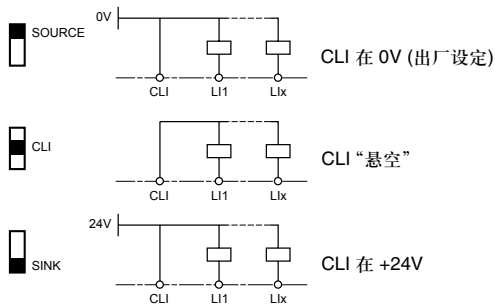 0V
SOURCE
CLI 在 0V (出厂设定)
CLI LI1 LIx
CLI
CLI “悬空”
CLI LI1 LIx
24V
SINK
CLI 在 +24V
CLI LI1 LIx